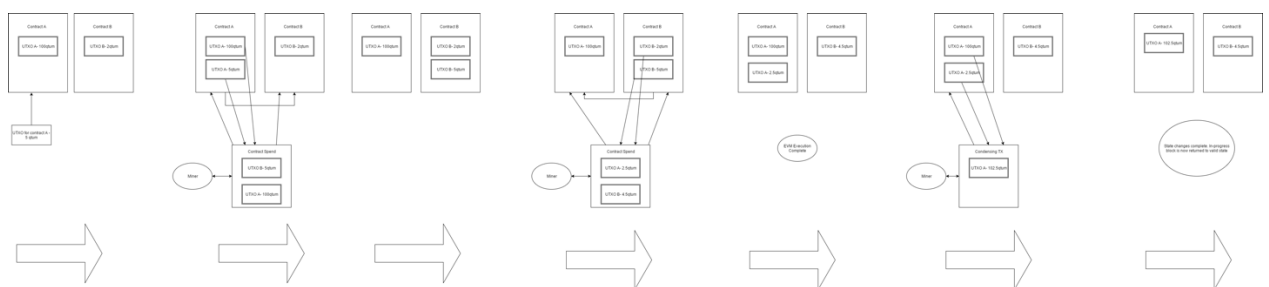 Contract A
UTXO A- 100qtum
Contract B
UTXO B- 2qtum
UTXO for contract A-
5 qtum
Contract A
UTXO A- 100qtum
UTXO A- 5qtum
Contract B
UTXO B- 2qtum
Miner
Contract Spend
UTXO B- 5qtum
UTXO A- 100qtum
Contract A
UTXO A- 100qtum
Contract B
UTXO B- 2qtum
UTXO B- 5qtum
Contract A
UTXO A- 100qtum
Contract B
UTXO B- 2qtum
UTXO B- 5qtum
Miner
Contract Spend
UTXO A- 2.5qtum
UTXO B- 4.5qtum
Contract A
UTXO A- 100qtum
UTXO A- 2.5qtum
Contract B
UTXO B- 4.5qtum
EVM Execution
Complete
Contract A
UTXO A- 100qtum
UTXO A- 2.5qtum
Contract B
UTXO B- 4.5qtum
Miner
Condencing TX
UTXO A- 102.5qtum
Contract A
UTXO A- 102.5qtum
Contract B
UTXO B- 4.5qtum
State changes complete. In-progress
block is now returned to valid state